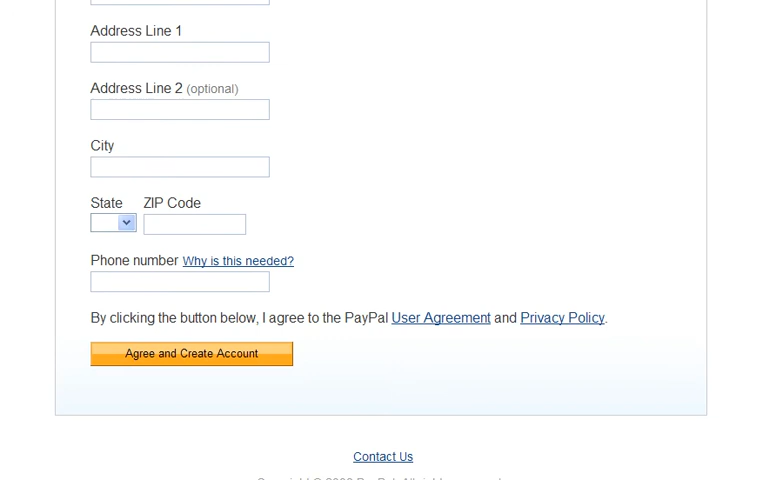 Address Line 1
Address Line 2 (optional)
City
State ZIP Code
Phone number Why is this needed?
By clicking the button below, I agree to the PayPal User Agreement and Privacy Policy.
Agree and Create Account
Contact Us